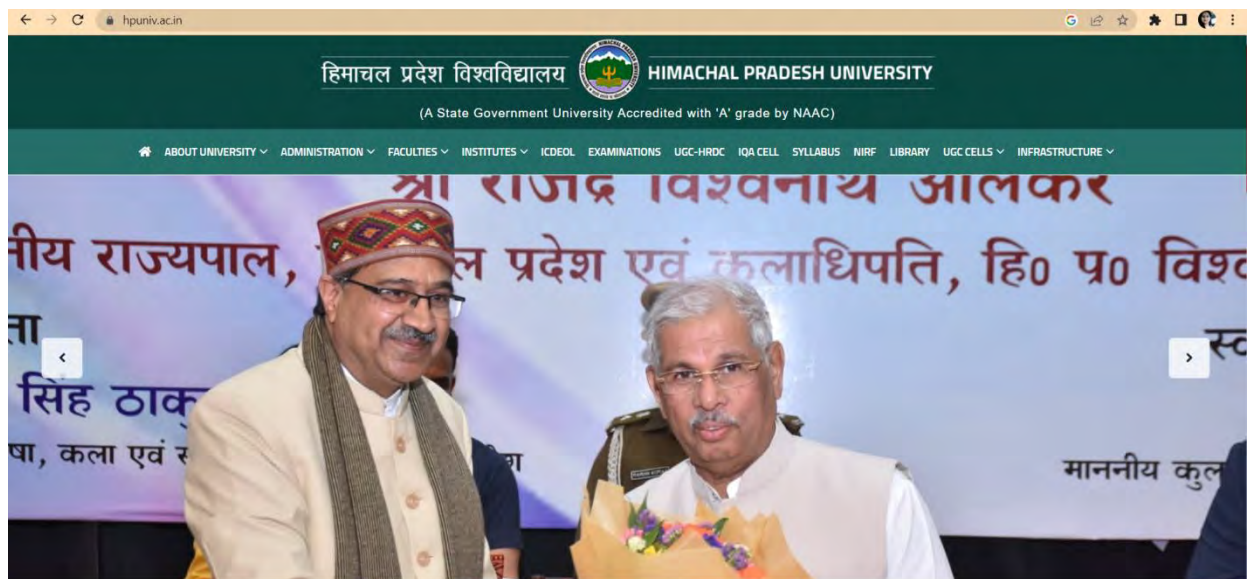 hpuniv.ac.in
हिमाचल प्रदेश विश्वविद्यालय HIMACHAL PRADESH UNIVERSITY
(A State Government University Accredited with 'A' grade by NAAC)
ABOUT UNIVERSITY ADMINISTRATION FACULTIES INSTITUTES ICDEOL EXAMINATIONS UGC-HRDC IQA CELL SYLLABUS NIRF LIBRARY UGC CELLS INFRASTRUCTURE
श्री राजेंद्र विश्वनाथ आर्लेकर
प्रदेश एवं कुलाधिपति, हि० प्र०
राज्यपाल,
सिंह
कला एवं
माननीय